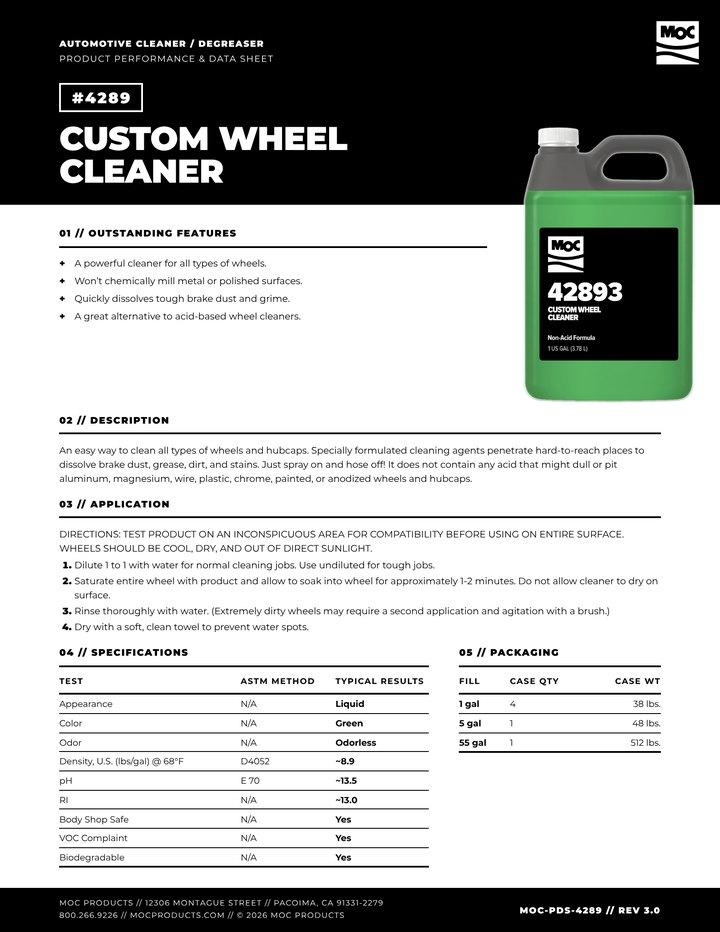 AUTOMOTIVE CLEANER / DEGREASER
PRODUCT PERFORMANCE & DATA SHEET
MOC
#4289
CUSTOM WHEEL
CLEANER
01 // OUTSTANDING FEATURES
+ A powerful cleaner for all types of wheels.
+ Won't chemically mill metal or polished surfaces.
+ Quickly dissolves tough brake dust and grime.
+ A great alternative to acid-based wheel cleaners.
MOC
42893
CUSTOM WHEEL
CLEANER
Non-Acid Formula
1 US GAL (3.78 L)
02 // DESCRIPTION
An easy way to clean all types of wheels and hubcaps. Specially formulated cleaning agents penetrate hard-to-reach places to
dissolve brake dust, grease, dirt, and stains. Just spray on and hose off! It does not contain any acid that might dull or pit
aluminum, magnesium, wire, plastic, chrome, painted, or anodized wheels and hubcaps.
03 // APPLICATION
DIRECTIONS: TEST PRODUCT ON AN INCONSPICUOUS AREA FOR COMPATIBILITY BEFORE USING ON ENTIRE SURFACE.
WHEELS SHOULD BE COOL, DRY, AND OUT OF DIRECT SUNLIGHT.
1. Dilute 1 to 1 with water for normal cleaning jobs. Use undiluted for tough jobs.
2. Saturate entire wheel with product and allow to soak into wheel for approximately 1-2 minutes. Do not allow cleaner to dry on
surface.
3. Rinse thoroughly with water. (Extremely dirty wheels may require a second application and agitation with a brush.)
4. Dry with a soft, clean towel to prevent water spots.
04 // SPECIFICATIONS
TEST ASTM METHOD TYPICAL RESULTS
Appearance N/A Liquid
Color N/A Green
Odor N/A Odorless
Density, U.S. (lbs/gal) @ 68°F D4052 ~8.9
pH E 70 ~13.5
RI N/A ~13.0
Body Shop Safe N/A Yes
VOC Complaint N/A Yes
Biodegradable N/A Yes
05 // PACKAGING
FILL CASE QTY CASE WT
1 gal 4 38 lbs.
5 gal 1 48 lbs.
55 gal 1 512 lbs.
MOC PRODUCTS // 12306 MONTAGUE STREET // PACOIMA, CA 91331-2279
800.266.9226 // MOCPRODUCTS.COM // © 2026 MOC PRODUCTS
MOC-PDS-4289 // REV 3.0